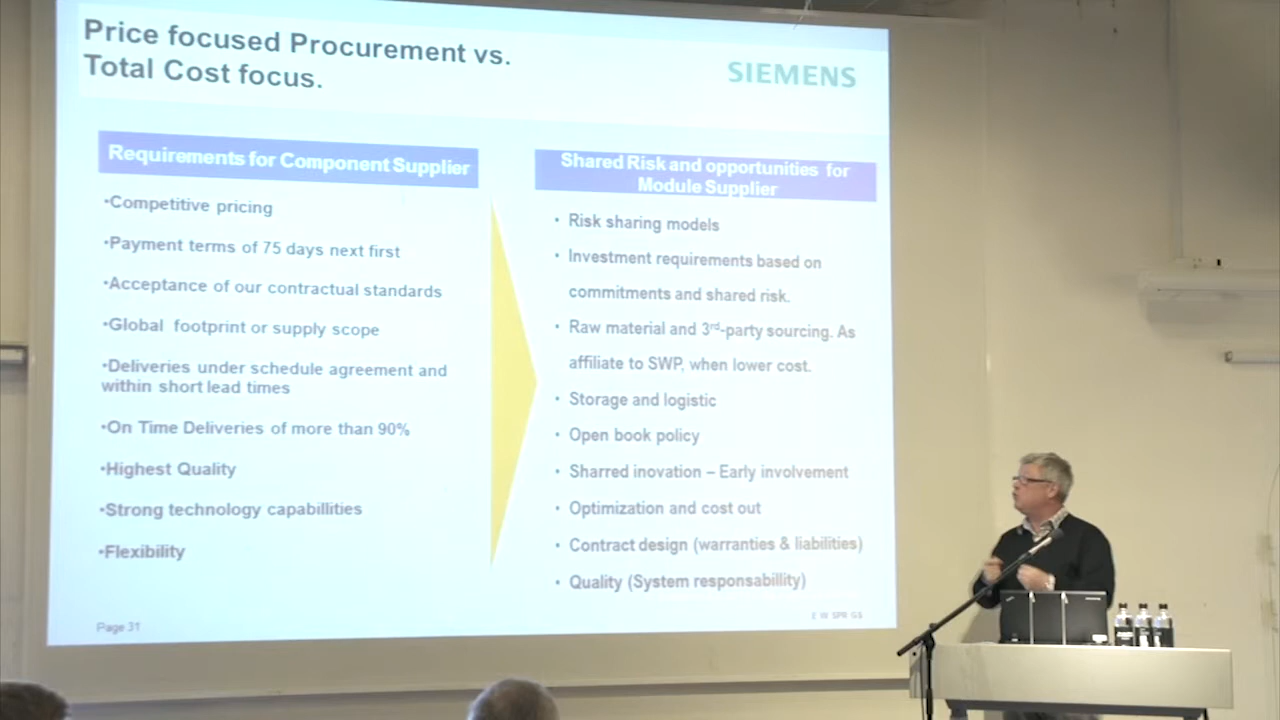 Price focused Procurement vs.
Total Cost focus.
SIEMENS
Requirements for Component Supplier
•Competitive pricing
•Payment terms of 75 days next first
•Acceptance of our contractual standards
•Global footprint or supply scope
•Deliveries under schedule agreement and
within short lead times
•On Time Deliveries of more than 90%
•Highest Quality
•Strong technology capabillities
•Flexibility
Shared Risk and opportunities for
Module Supplier
• Risk sharing models
• Investment requirements based on
commitments and shared risk.
• Raw material and 3rd-party sourcing. As
affiliate to SWP, when lower cost.
• Storage and logistic
• Open book policy
• Sharred inovation – Early involvement
• Optimization and cost out
• Contract design (warranties & liabilities)
• Quality (System responsabillity)
Page 31
E W SPR GS